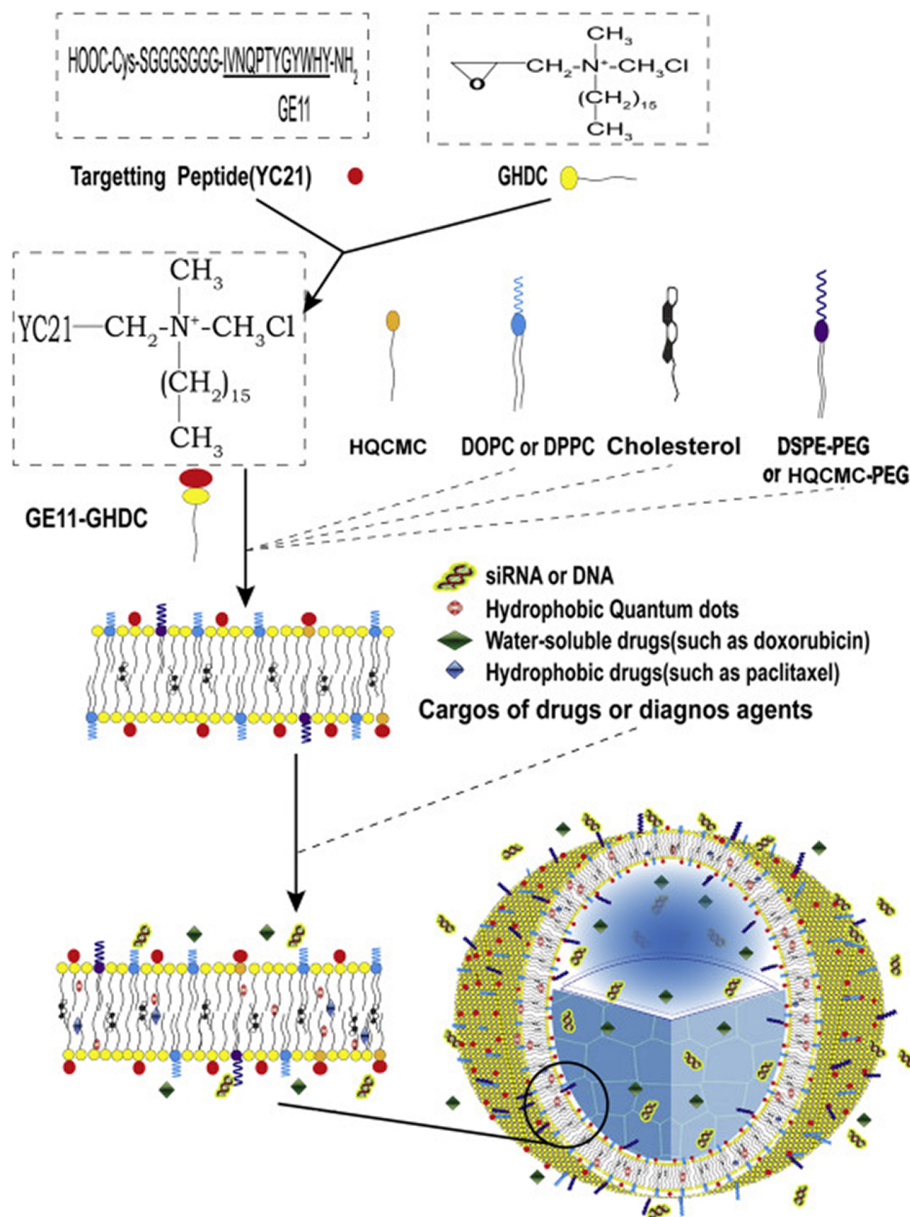 HOOC-Cys-SGGGSGGG-IVNQPTYGYWHY-NH2
GE11
CH3
O
CH2-N+-CH3Cl
(CH2)15
CH3
Targetting Peptide(YC21)
GHDC
CH3
YC21—CH2-N+-CH3Cl
(CH2)15
CH3
HQCMC
DOPC or DPPC
Cholesterol
DSPE-PEG
or HQCMC-PEG
GE11-GHDC
siRNA or DNA
Hydrophobic Quantum dots
Water-soluble drugs(such as doxorubicin)
Hydrophobic drugs(such as paclitaxel)
Cargos of drugs or diagnos agents